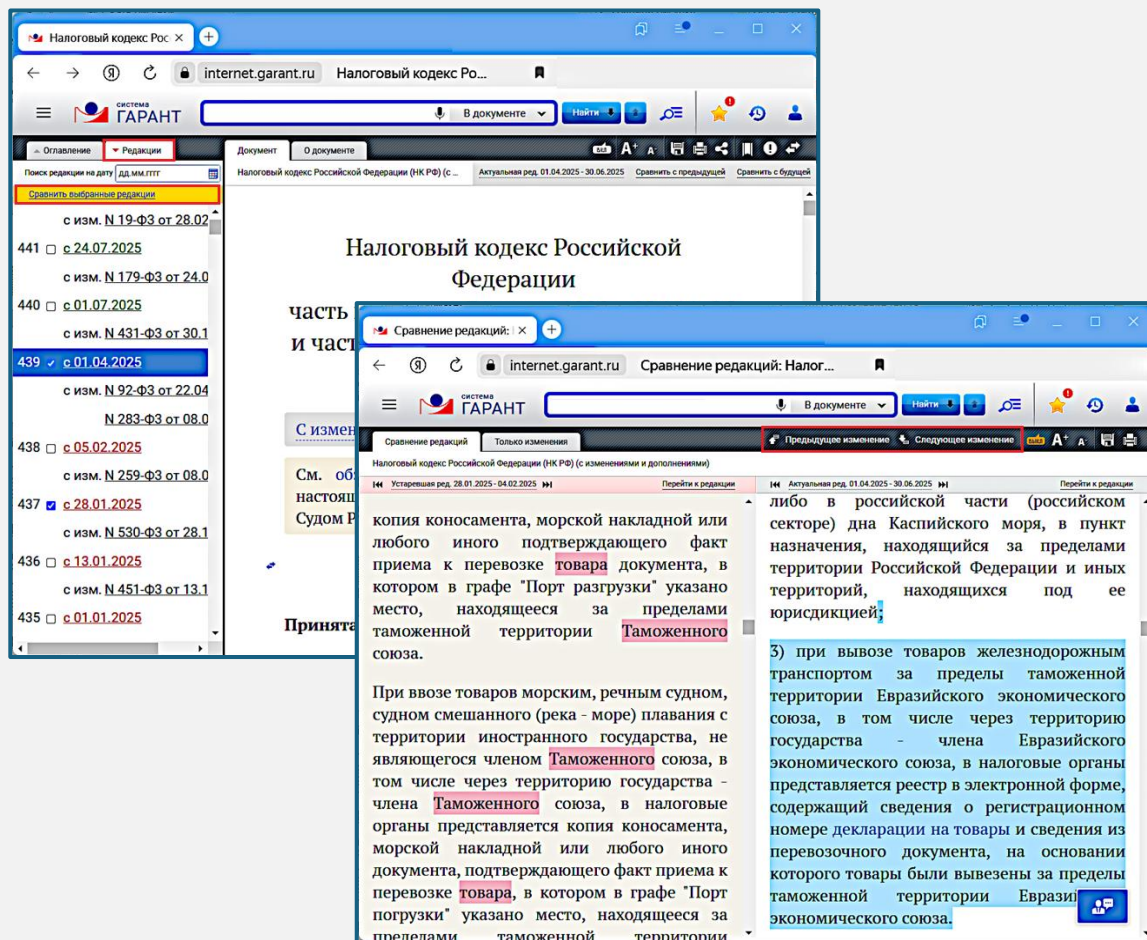 Налоговый кодекс Рос
internet.garant.ru Налоговый кодекс Ро...
система
ГАРАНТ
В документе
Найти
Оглавление Редакции
Документ О документе
A+ A-
Поиск редакции на дату дд.мм.гггг
Налоговый кодекс Российской Федерации (НК РФ) (с ... Актуальная ред. 01.04.2025 - 30.06.2025 Сравнить с предыдущей Сравнить с будущей
Сравнить выбранные редакции
с изм. N 19-ФЗ от 28.02
441 с 24.07.2025
с изм. N 179-ФЗ от 24.0
440 с 01.07.2025
с изм. N 431-ФЗ от 30.1
439 с 01.04.2025
с изм. N 92-ФЗ от 22.04
N 283-ФЗ от 08.0
438 с 05.02.2025
с изм. N 259-ФЗ от 08.0
437 с 28.01.2025
с изм. N 530-ФЗ от 28.1
436 с 13.01.2025
с изм. N 451-ФЗ от 13.1
435 с 01.01.2025
Налоговый кодекс Российской
Федерации
часть
и част
С измен
См. об
настоящ
Судом Р
Принята
Сравнение редакций:
internet.garant.ru Сравнение редакций: Налог...
система
ГАРАНТ
В документе
Найти
Сравнение редакций Только изменения
Предыдущее изменение Следующее изменение
A+ A-
Налоговый кодекс Российской Федерации (НК РФ) (с изменениями и дополнениями)
Устаревшая ред. 28.01.2025 - 04.02.2025 Перейти к редакции
Актуальная ред. 01.04.2025 - 30.06.2025 Перейти к редакции
копия коносамента, морской накладной или
любого иного подтверждающего факт
приема к перевозке товара документа, в
котором в графе "Порт разгрузки" указано
место, находящееся за пределами
таможенной территории Таможенного
союза.
При ввозе товаров морским, речным судном,
судном смешанного (река - море) плавания с
территории иностранного государства, не
являющегося членом Таможенного союза, в
том числе через территорию государства -
члена Таможенного союза, в налоговые
органы представляется копия коносамента,
морской накладной или любого иного
документа, подтверждающего факт приема к
перевозке товара, в котором в графе "Порт
погрузки" указано место, находящееся за
пределами таможенной территории
либо в российской части (российском
секторе) дна Каспийского моря, в пункт
назначения, находящийся за пределами
территории Российской Федерации и иных
территорий, находящихся под ее
юрисдикцией;
3) при вывозе товаров железнодорожным
транспортом за пределы таможенной
территории Евразийского экономического
союза, в том числе через территорию
государства - члена Евразийского
экономического союза, в налоговые органы
представляется реестр в электронной форме,
содержащий сведения о регистрационном
номере декларации на товары и сведения из
перевозочного документа, на основании
которого товары были вывезены за пределы
таможенной территории Еврази
экономического союза.